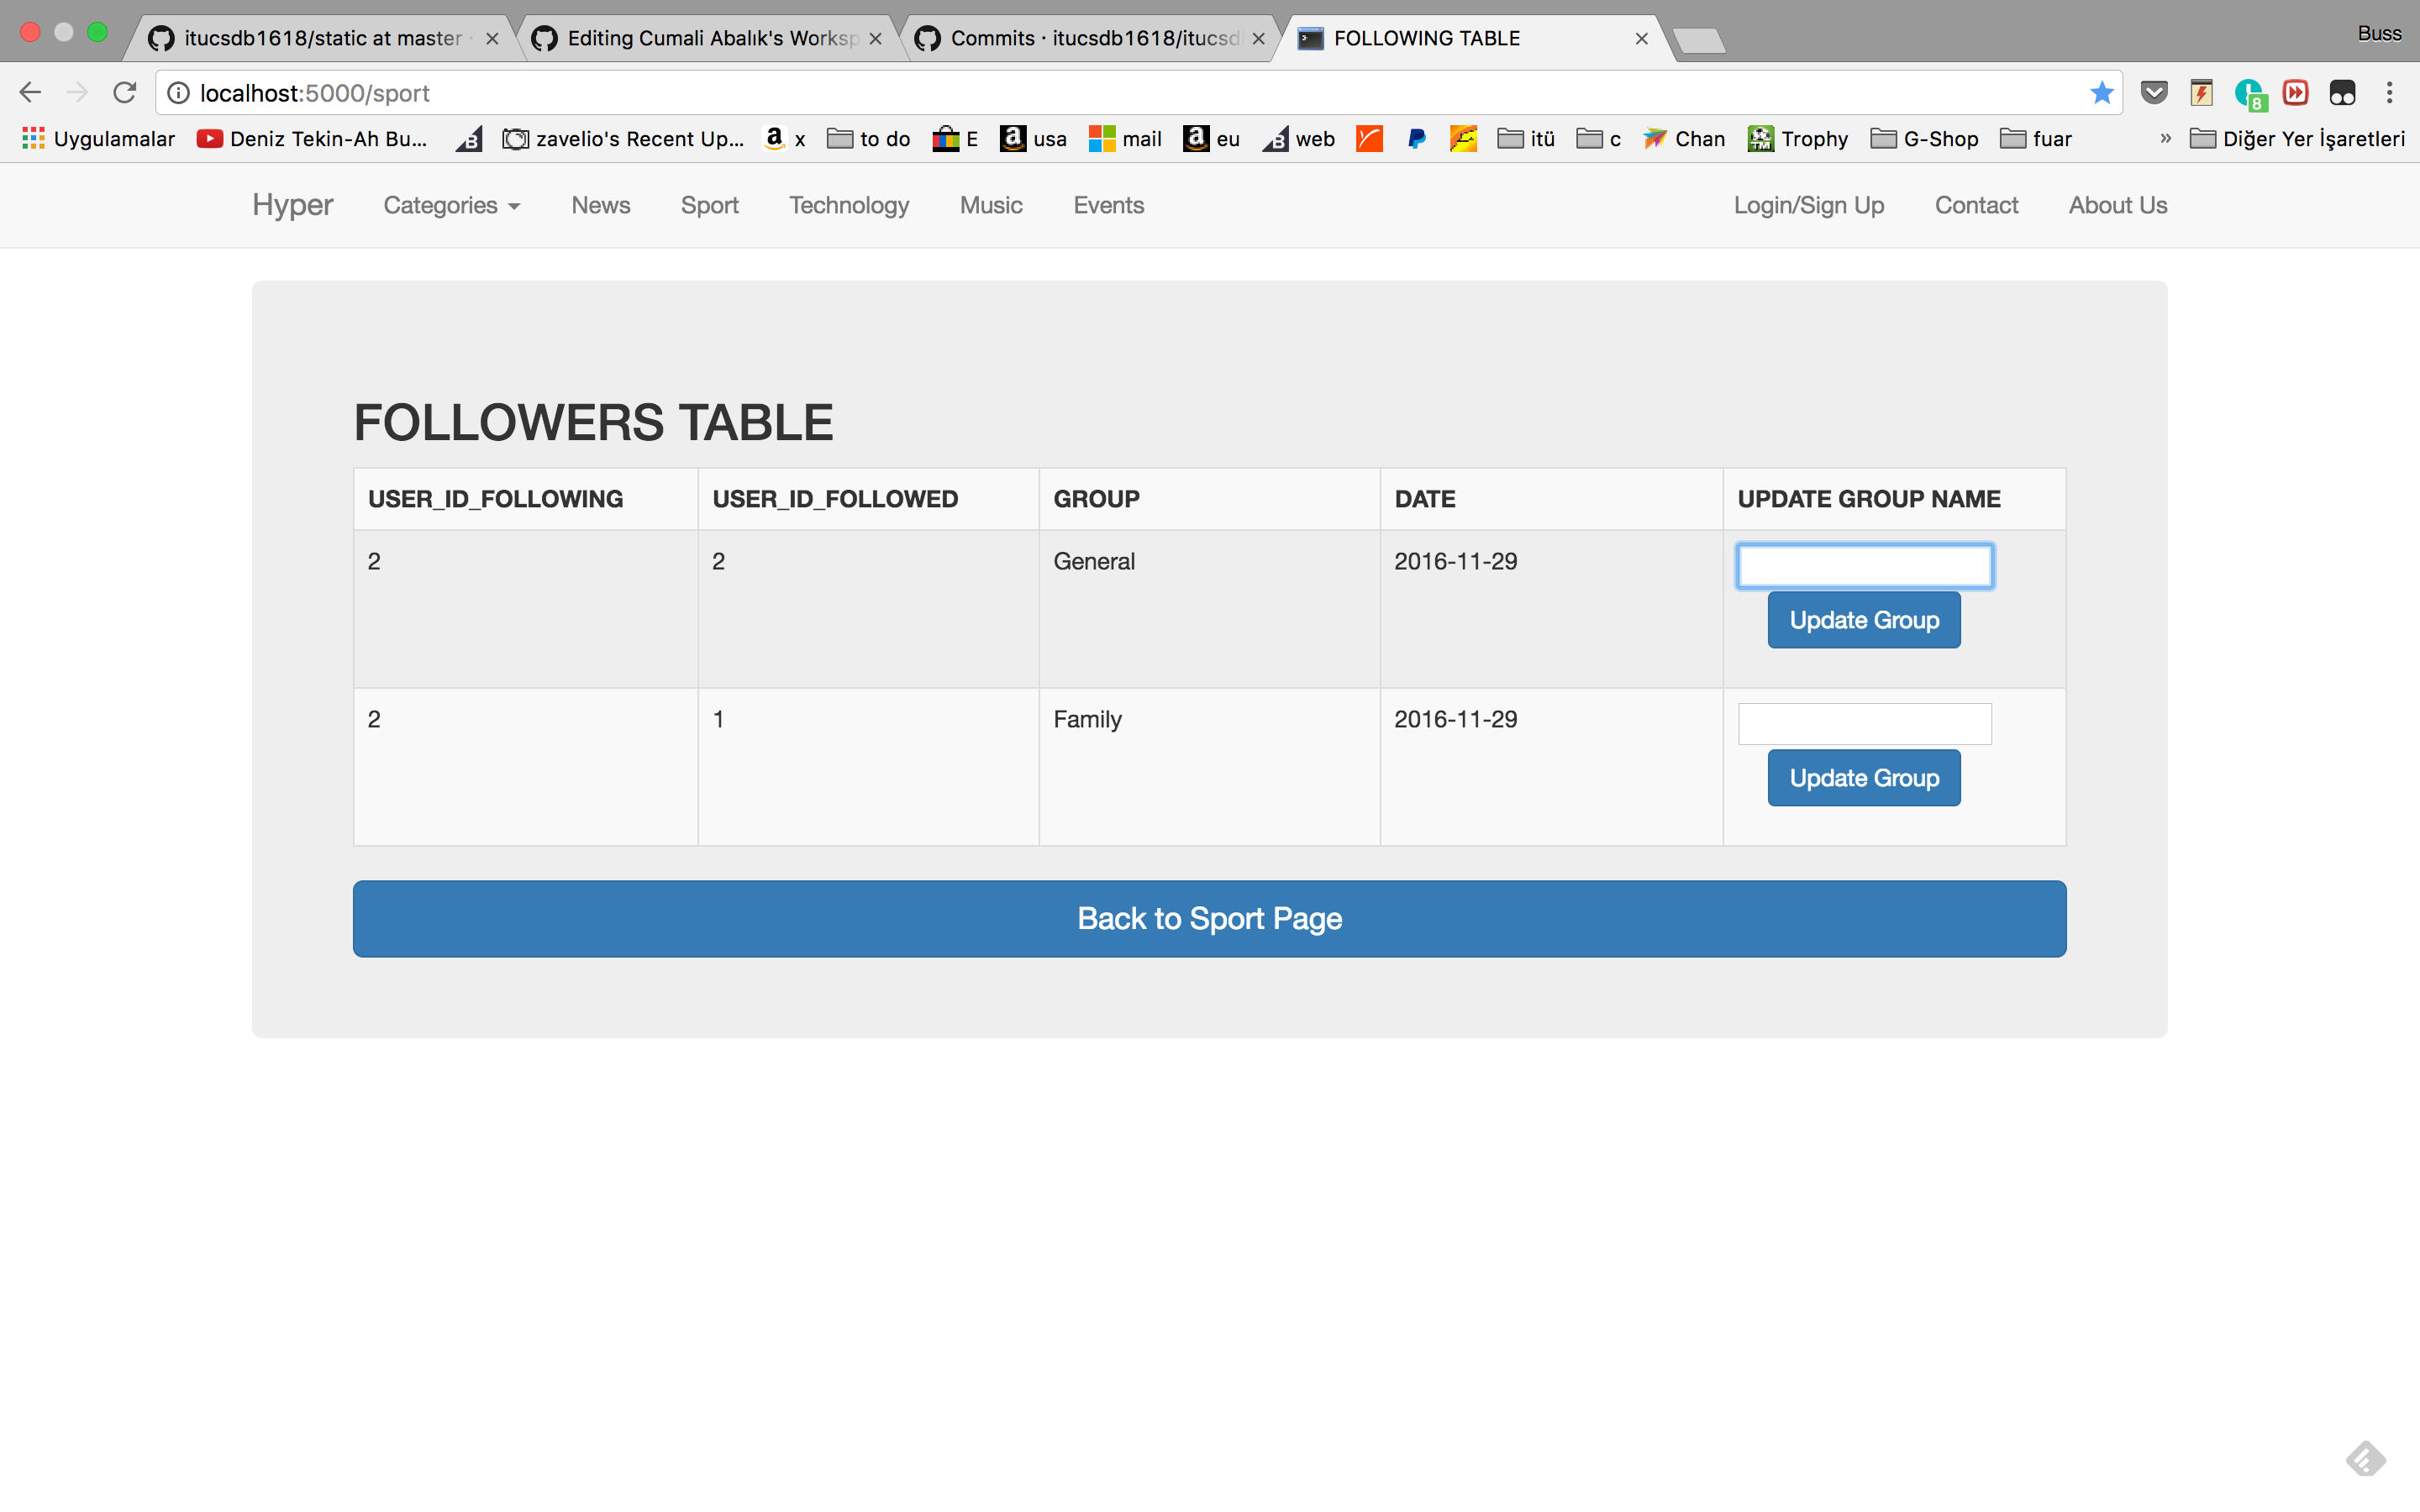 itucsdb1618/static at master
Editing Cumali Abalık's Worksp
Commits · itucsdb1618/itucsd
FOLLOWING TABLE
Buss
localhost:5000/sport
8
Uygulamalar
Deniz Tekin-Ah Bu...
zavelio's Recent Up...
x
to do
E
usa
mail
eu
web
itü
c
Chan
Trophy
G-Shop
fuar
»
Diğer Yer İşaretleri
Hyper
Categories
News
Sport
Technology
Music
Events
Login/Sign Up
Contact
About Us
FOLLOWERS TABLE
USER_ID_FOLLOWING
USER_ID_FOLLOWED
GROUP
DATE
UPDATE GROUP NAME
2
2
General
2016-11-29
Update Group
2
1
Family
2016-11-29
Update Group
Back to Sport Page